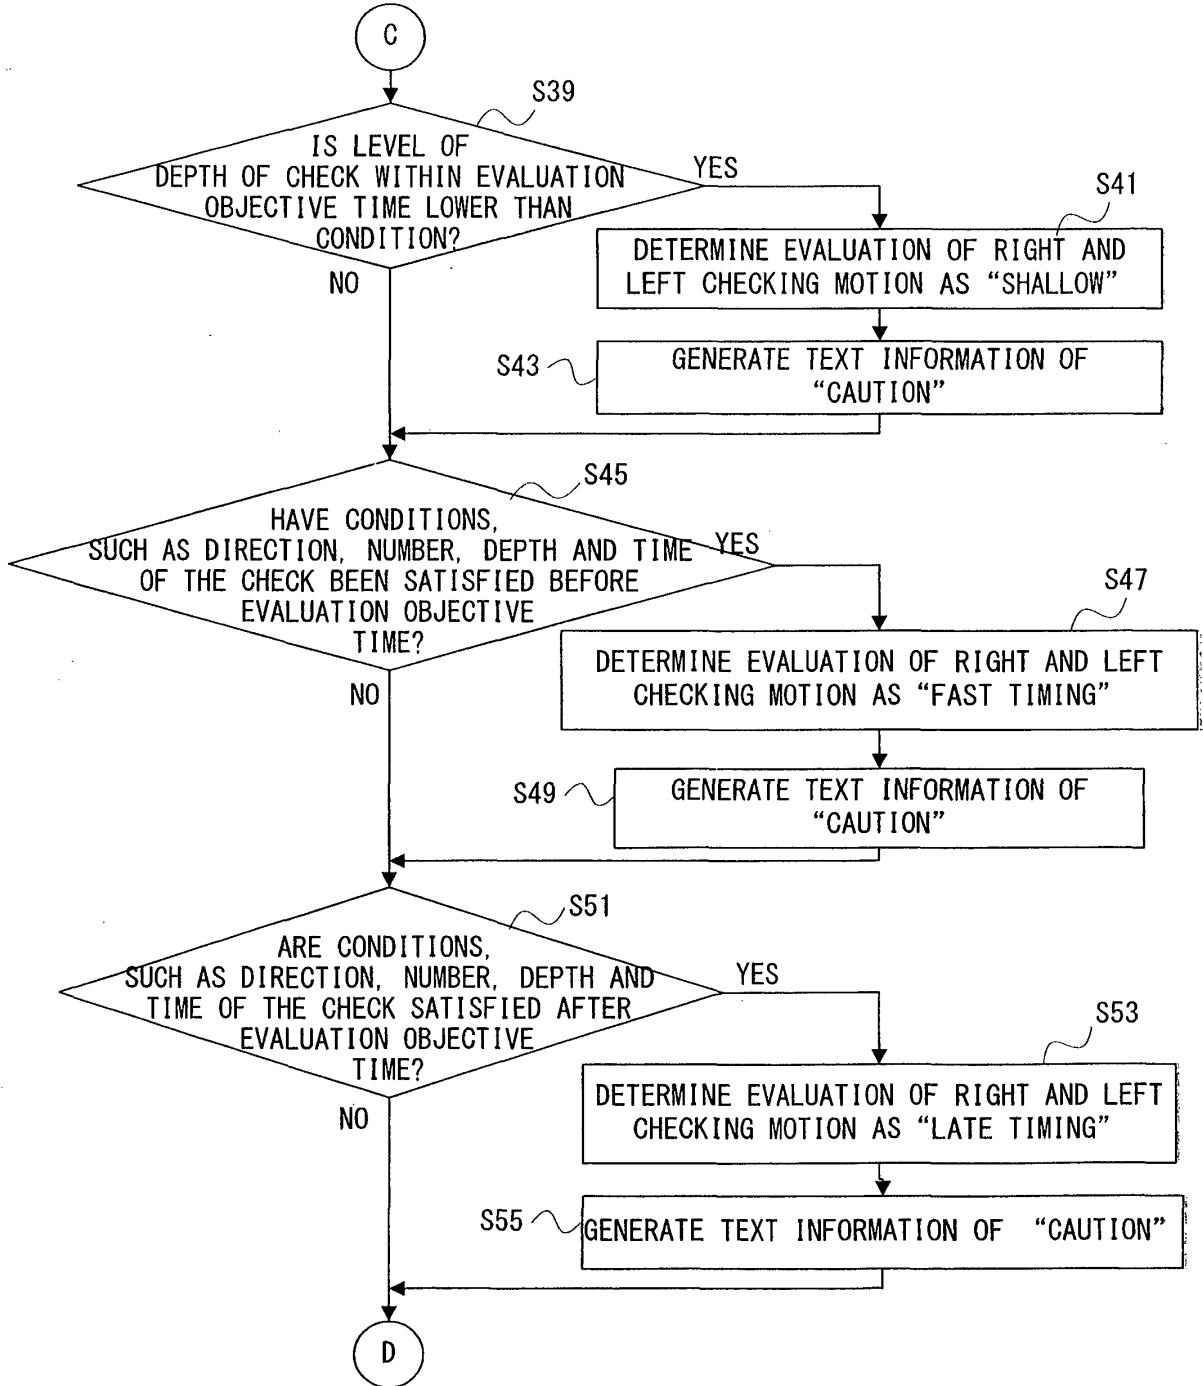 C
S39
IS LEVEL OF
DEPTH OF CHECK WITHIN EVALUATION
OBJECTIVE TIME LOWER THAN
CONDITION?
YES
NO
S41
DETERMINE EVALUATION OF RIGHT AND
LEFT CHECKING MOTION AS “SHALLOW”
S43
GENERATE TEXT INFORMATION OF
“CAUTION”
S45
HAVE CONDITIONS,
SUCH AS DIRECTION, NUMBER, DEPTH AND TIME
OF THE CHECK BEEN SATISFIED BEFORE
EVALUATION OBJECTIVE
TIME?
YES
NO
S47
DETERMINE EVALUATION OF RIGHT AND LEFT
CHECKING MOTION AS “FAST TIMING”
S49
GENERATE TEXT INFORMATION OF
“CAUTION”
S51
ARE CONDITIONS,
SUCH AS DIRECTION, NUMBER, DEPTH AND
TIME OF THE CHECK SATISFIED AFTER
EVALUATION OBJECTIVE
TIME?
YES
NO
S53
DETERMINE EVALUATION OF RIGHT AND LEFT
CHECKING MOTION AS “LATE TIMING”
S55
GENERATE TEXT INFORMATION OF “CAUTION”
D